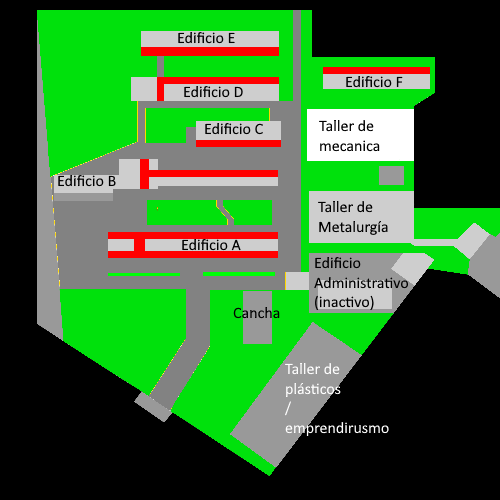 Edificio E
Edificio D
Edificio F
Edificio C
Taller de
mecanica
Edificio B
Taller de
Metalurgía
Edificio A
Edificio
Administrativo
(inactivo)
Cancha
Taller de
plásticos
/
emprendirusmo